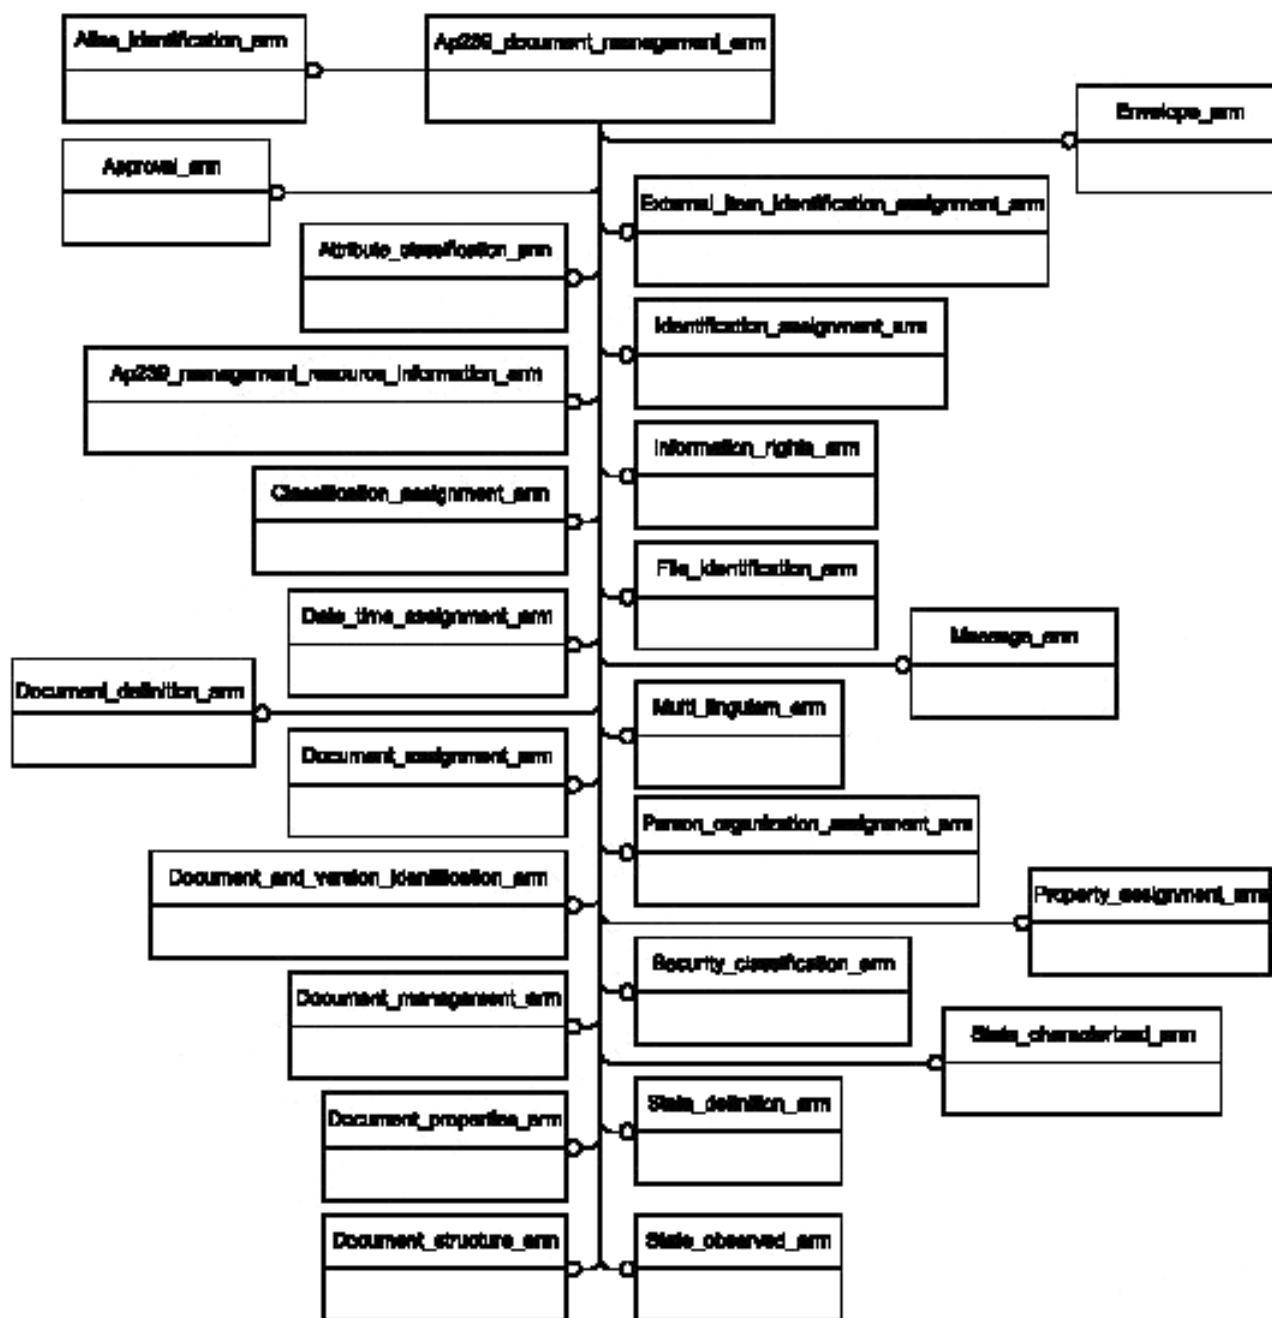 Alias_identification_arm
Ap239_document_management_arm
Envelope_arm
Approval_arm
External_item_identification_assignment_arm
Attribute_classification_arm
Identification_assignment_arm
Ap239_management_resource_information_arm
Information_rights_arm
Classification_assignment_arm
File_identification_arm
Date_time_assignment_arm
Message_arm
Document_definition_arm
Multi_linguism_arm
Document_assignment_arm
Person_organization_assignment_arm
Document_and_version_identification_arm
Property_assignment_arm
Security_classification_arm
Document_management_arm
State_characterized_arm
State_definition_arm
Document_properties_arm
Document_structure_arm
State_observed_arm